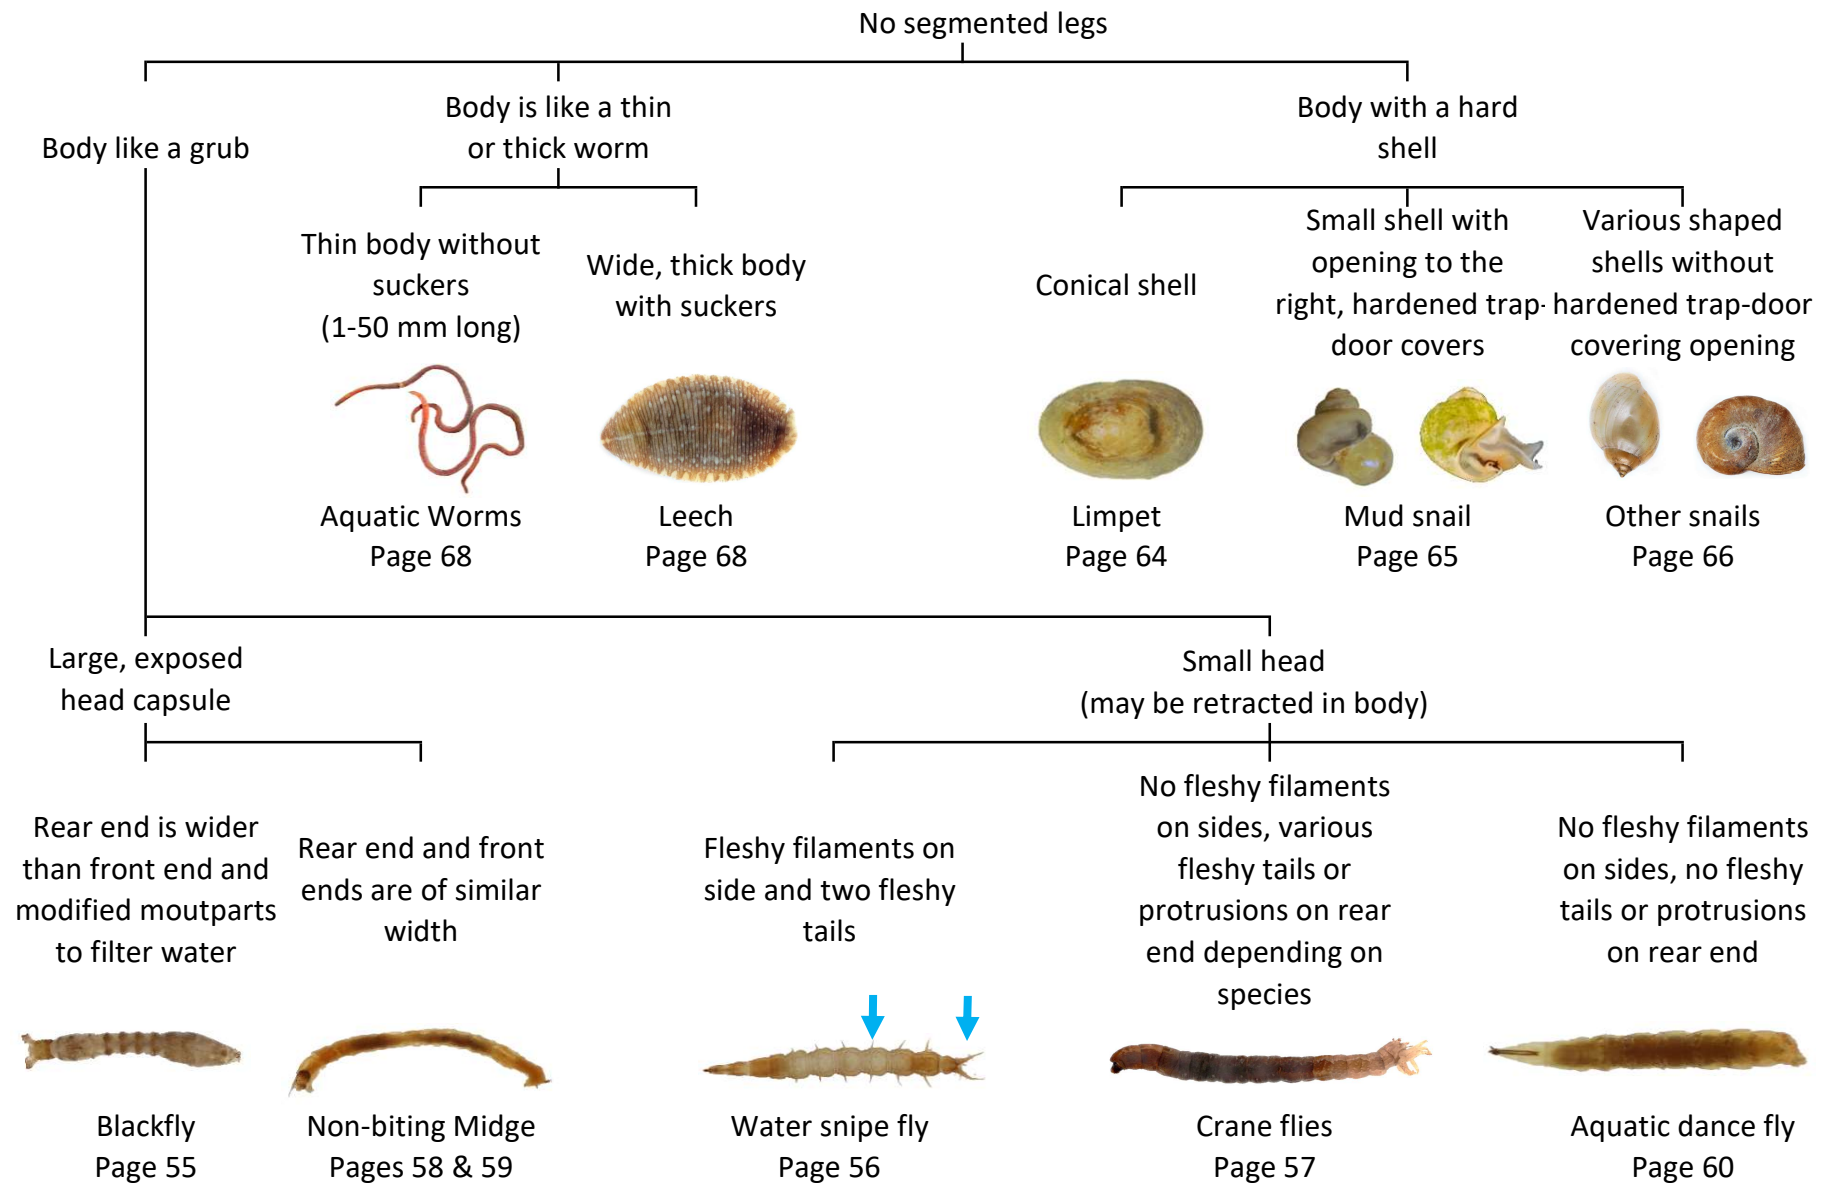 No segmented legs
Body like a grub
Body is like a thin
or thick worm
Body with a hard
shell
Thin body without
suckers
(1-50 mm long)
Wide, thick body
with suckers
Conical shell
Small shell with
opening to the
right, hardened trap-
door covers
Various shaped
shells without
hardened trap-door
covering opening
Aquatic Worms
Page 68
Leech
Page 68
Limpet
Page 64
Mud snail
Page 65
Other snails
Page 66
Large, exposed
head capsule
Small head
(may be retracted in body)
Rear end is wider
than front end and
modified moutparts
to filter water
Rear end and front
ends are of similar
width
Fleshy filaments on
side and two fleshy
tails
No fleshy filaments
on sides, various
fleshy tails or
protrusions on rear
end depending on
species
No fleshy filaments
on sides, no fleshy
tails or protrusions
on rear end
Blackfly
Page 55
Non-biting Midge
Pages 58 & 59
Water snipe fly
Page 56
Crane flies
Page 57
Aquatic dance fly
Page 60